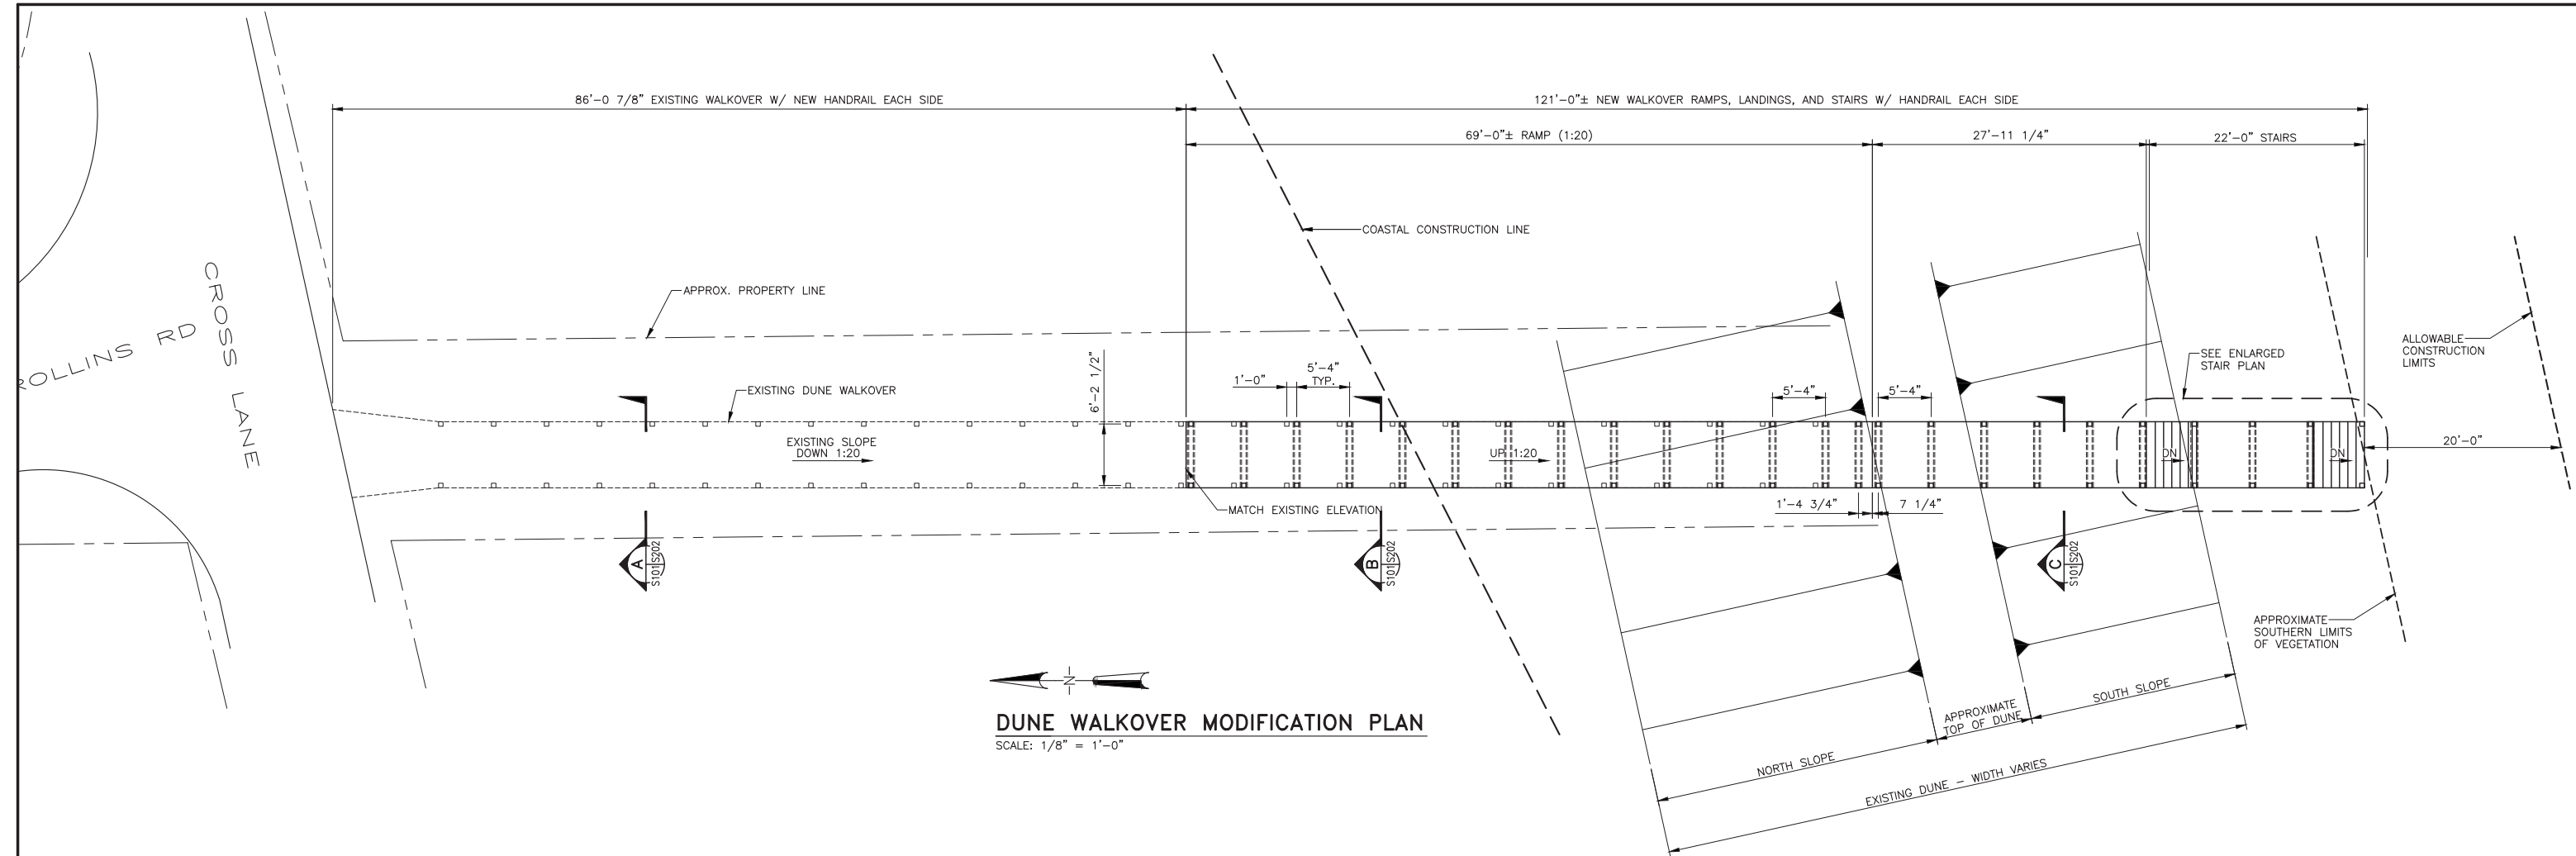 86'-0 7/8" EXISTING WALKOVER W/ NEW HANDRAIL EACH SIDE
121'-0"± NEW WALKOVER RAMPS, LANDINGS, AND STAIRS W/ HANDRAIL EACH SIDE
69'-0"± RAMP (1:20)
27'-11 1/4"
22'-0" STAIRS
COASTAL CONSTRUCTION LINE
APPROX. PROPERTY LINE
CROSS LANE
ROLLINS RD
EXISTING DUNE WALKOVER
6'-2 1/2"
1'-0"
5'-4"
TYP.
5'-4"
5'-4"
SEE ENLARGED
STAIR PLAN
ALLOWABLE
CONSTRUCTION
LIMITS
EXISTING SLOPE
DOWN 1:20
UP 1:20
DN
DN
20'-0"
MATCH EXISTING ELEVATION
1'-4 3/4"
7 1/4"
A
S101
S202
B
S101
S202
C
S101
S202
APPROXIMATE
SOUTHERN LIMITS
OF VEGETATION
N
DUNE WALKOVER MODIFICATION PLAN
SCALE: 1/8" = 1'-0"
NORTH SLOPE
APPROXIMATE
TOP OF DUNE
SOUTH SLOPE
EXISTING DUNE - WIDTH VARIES